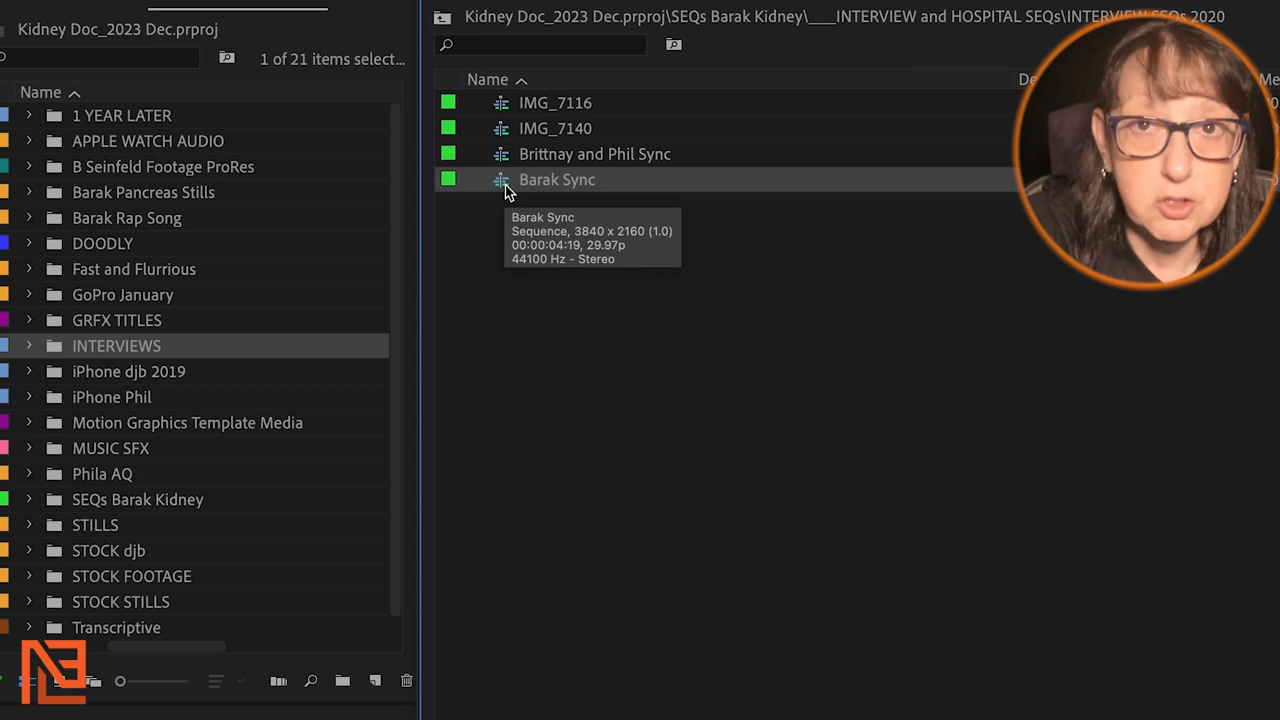 Kidney Doc_2023 Dec.prproj
1 of 21 items select...
Name
1 YEAR LATER
APPLE WATCH AUDIO
B Seinfeld Footage ProRes
Barak Pancreas Stills
Barak Rap Song
DOODLY
Fast and Flurrious
GoPro January
GRFX TITLES
INTERVIEWS
iPhone djb 2019
iPhone Phil
Motion Graphics Template Media
MUSIC SFX
Phila AQ
SEQs Barak Kidney
STILLS
STOCK djb
STOCK FOOTAGE
STOCK STILLS
Transcriptive
Kidney Doc_2023 Dec.prproj\SEQs Barak Kidney\___INTERVIEW and HOSPITAL SEQs\INTERVIEW SEQs 2020
Name
De
Me
IMG_7116
IMG_7140
Brittnay and Phil Sync
Barak Sync
Barak Sync
Sequence, 3840 x 2160 (1.0)
00:00:04:19, 29.97p
44100 Hz - Stereo